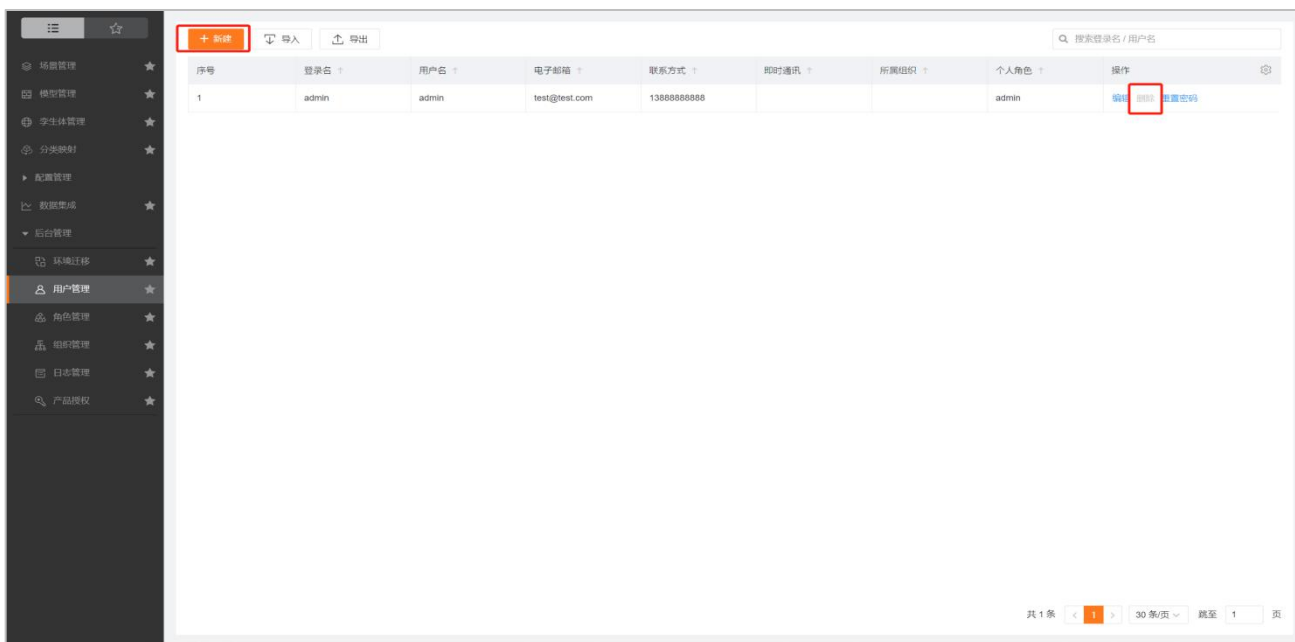 新建 导入 导出 搜索登录名 / 用户名
场景管理
模型管理
孪生体管理
分类映射
配置管理
数据集成
后台管理
环境迁移
用户管理
角色管理
组织管理
日志管理
产品授权
序号 登录名 用户名 电子邮箱 联系方式 即时通讯 所属组织 个人角色 操作
1 admin admin test@test.com 13888888888 admin 编辑 删除 重置密码
共 1 条 < 1 > 30 条/页 跳至 1 页